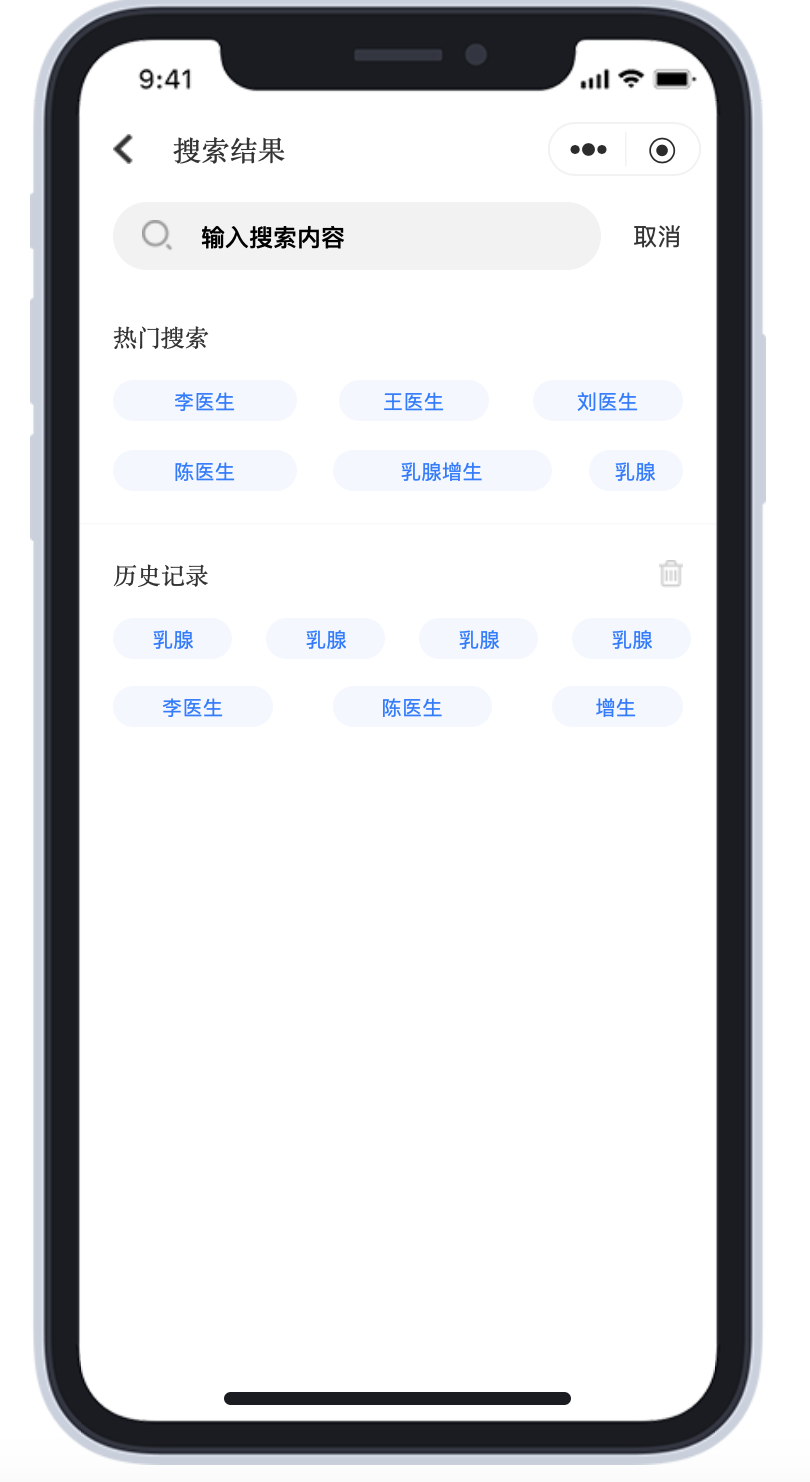 9:41
搜索结果
输入搜索内容 取消
热门搜索
李医生 王医生 刘医生
陈医生 乳腺增生 乳腺
历史记录
乳腺 乳腺 乳腺 乳腺
李医生 陈医生 增生